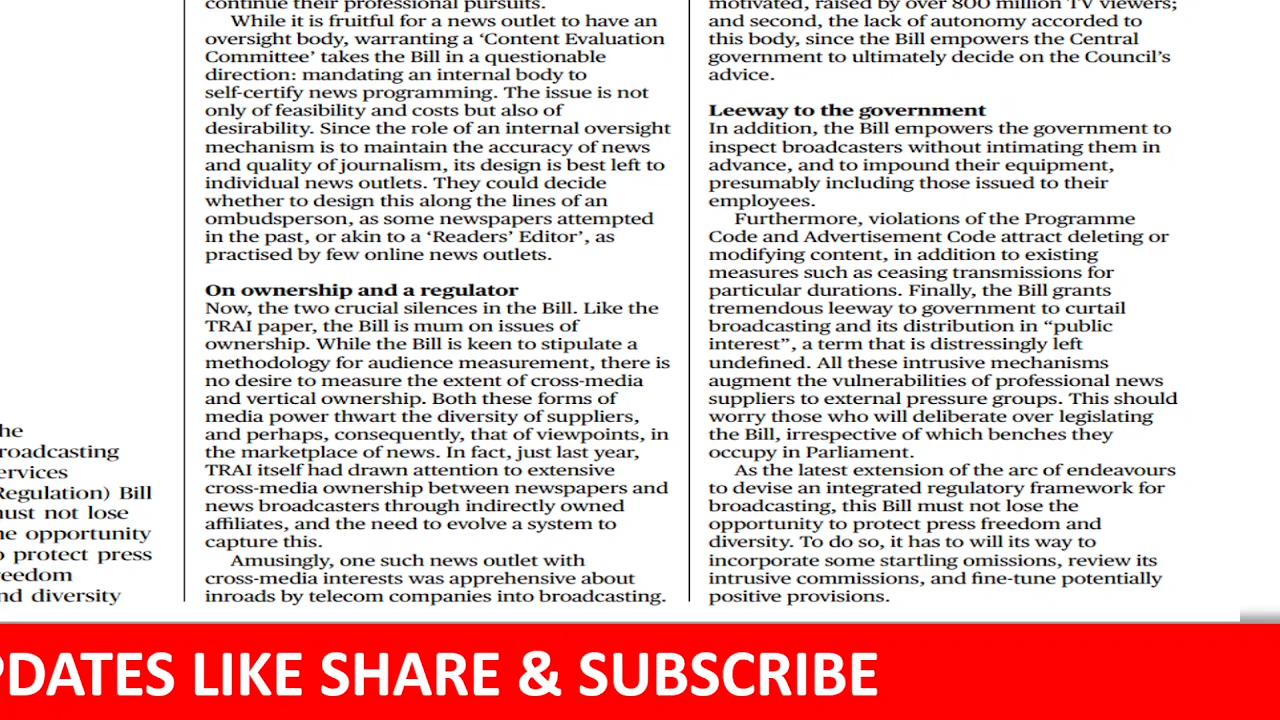 continue their professional pursuits.
While it is fruitful for a news outlet to have an
oversight body, warranting a ‘Content Evaluation
Committee’ takes the Bill in a questionable
direction: mandating an internal body to
self-certify news programming. The issue is not
only of feasibility and costs but also of
desirability. Since the role of an internal oversight
mechanism is to maintain the accuracy of news
and quality of journalism, its design is best left to
individual news outlets. They could decide
whether to design this along the lines of an
ombudsperson, as some newspapers attempted
in the past, or akin to a ‘Readers’ Editor’, as
practised by few online news outlets.
On ownership and a regulator
Now, the two crucial silences in the Bill. Like the
TRAI paper, the Bill is mum on issues of
ownership. While the Bill is keen to stipulate a
methodology for audience measurement, there is
no desire to measure the extent of cross-media
and vertical ownership. Both these forms of
media power thwart the diversity of suppliers,
and perhaps, consequently, that of viewpoints, in
the marketplace of news. In fact, just last year,
TRAI itself had drawn attention to extensive
cross-media ownership between newspapers and
news broadcasters through indirectly owned
affiliates, and the need to evolve a system to
capture this.
Amusingly, one such news outlet with
cross-media interests was apprehensive about
inroads by telecom companies into broadcasting.
motivated, raised by over 800 million TV viewers;
and second, the lack of autonomy accorded to
this body, since the Bill empowers the Central
government to ultimately decide on the Council’s
advice.
Leeway to the government
In addition, the Bill empowers the government to
inspect broadcasters without intimating them in
advance, and to impound their equipment,
presumably including those issued to their
employees.
Furthermore, violations of the Programme
Code and Advertisement Code attract deleting or
modifying content, in addition to existing
measures such as ceasing transmissions for
particular durations. Finally, the Bill grants
tremendous leeway to government to curtail
broadcasting and its distribution in “public
interest”, a term that is distressingly left
undefined. All these intrusive mechanisms
augment the vulnerabilities of professional news
suppliers to external pressure groups. This should
worry those who will deliberate over legislating
the Bill, irrespective of which benches they
occupy in Parliament.
As the latest extension of the arc of endeavours
to devise an integrated regulatory framework for
broadcasting, this Bill must not lose the
opportunity to protect press freedom and
diversity. To do so, it has to will its way to
incorporate some startling omissions, review its
intrusive commissions, and fine-tune potentially
positive provisions.
he
roadcasting
ervices
Regulation) Bill
ust not lose
he opportunity
o protect press
reedom
nd diversity
PDATES LIKE SHARE & SUBSCRIBE